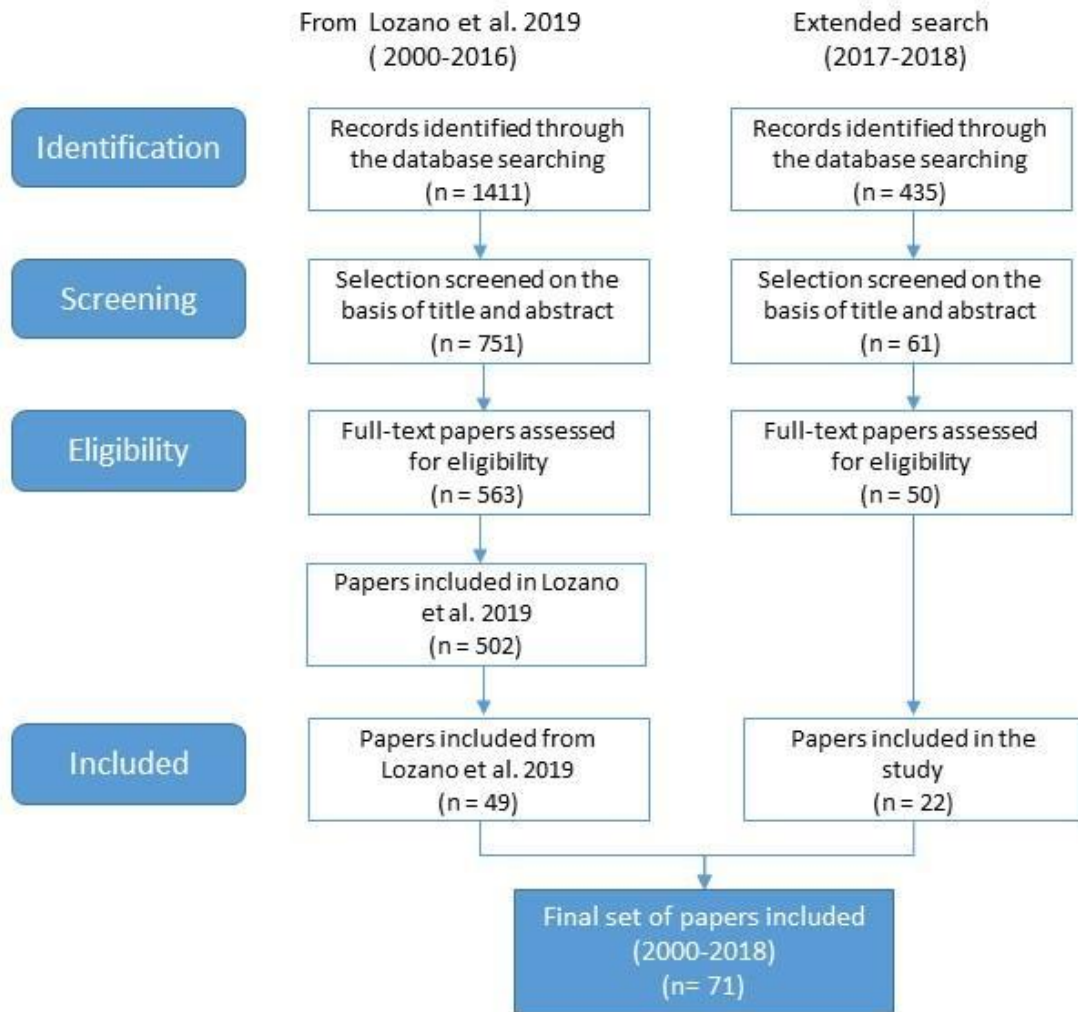 From Lozano et al. 2019
( 2000-2016)
Extended search
(2017-2018)
Identification
Records identified through
the database searching
(n = 1411)
Records identified through
the database searching
(n = 435)
Screening
Selection screened on the
basis of title and abstract
(n = 751)
Selection screened on the
basis of title and abstract
(n = 61)
Eligibility
Full-text papers assessed
for eligibility
(n = 563)
Full-text papers assessed
for eligibility
(n = 50)
Papers included in Lozano
et al. 2019
(n = 502)
Included
Papers included from
Lozano et al. 2019
(n = 49)
Papers included in the
study
(n = 22)
Final set of papers included
(2000-2018)
(n= 71)